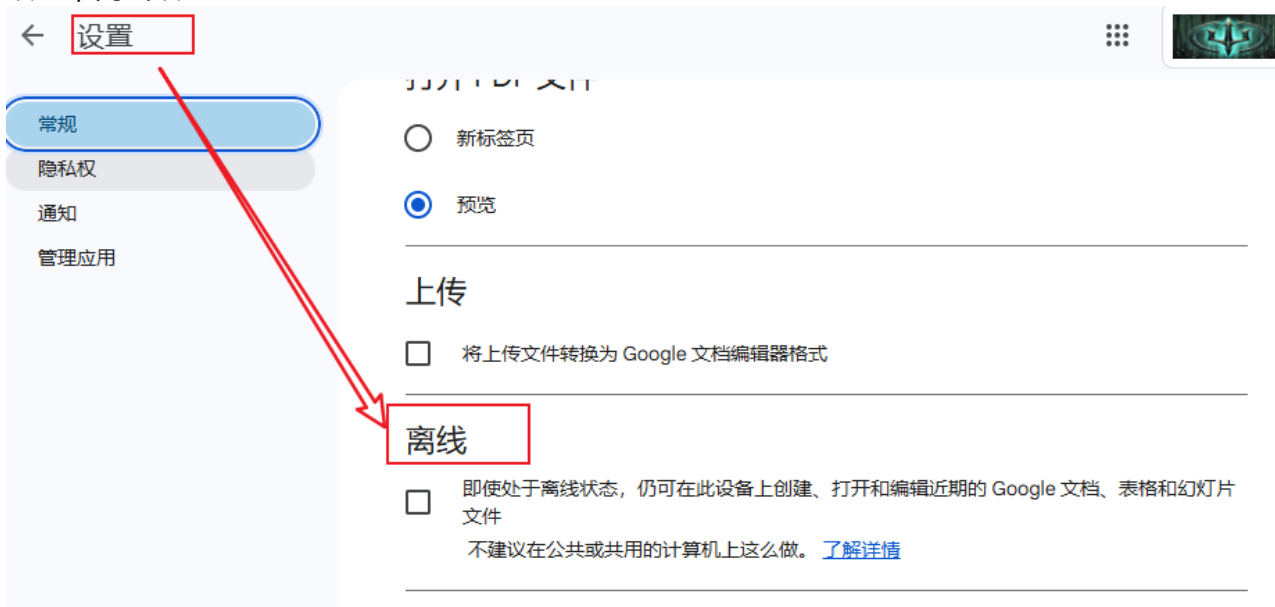 设置
打开 PDF 文件
常规
隐私权
通知
管理应用
新标签页
预览
上传
将上传文件转换为 Google 文档编辑器格式
离线
即使处于离线状态，仍可在此设备上创建、打开和编辑近期的 Google 文档、表格和幻灯片
文件
不建议在公共或共用的计算机上这么做。 了解详情